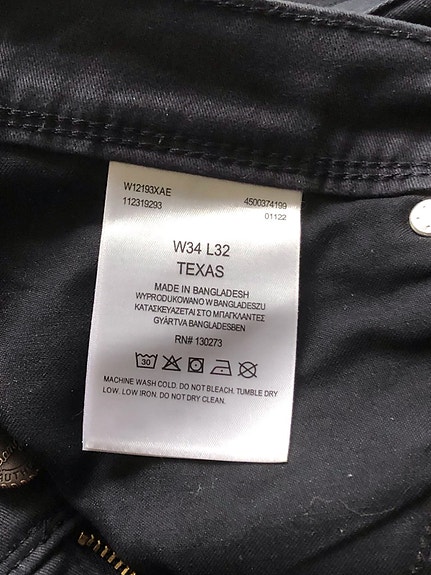 W12193XAE
112319293
4500374199
01122
W34 L32
TEXAS
MADE IN BANGLADESH
WYPRODUKOWANO W BANGLADESZU
ΚΑΤΑΣΚΕΥΑΖΕΤΑΙ ΣΤΟ ΜΠΑΓΚΛΑΝΤΕΣ
GYÁRTVA BANGLADESBEN
RN# 130273
30
MACHINE WASH COLD. DO NOT BLEACH. TUMBLE DRY
LOW. LOW IRON. DO NOT DRY CLEAN.